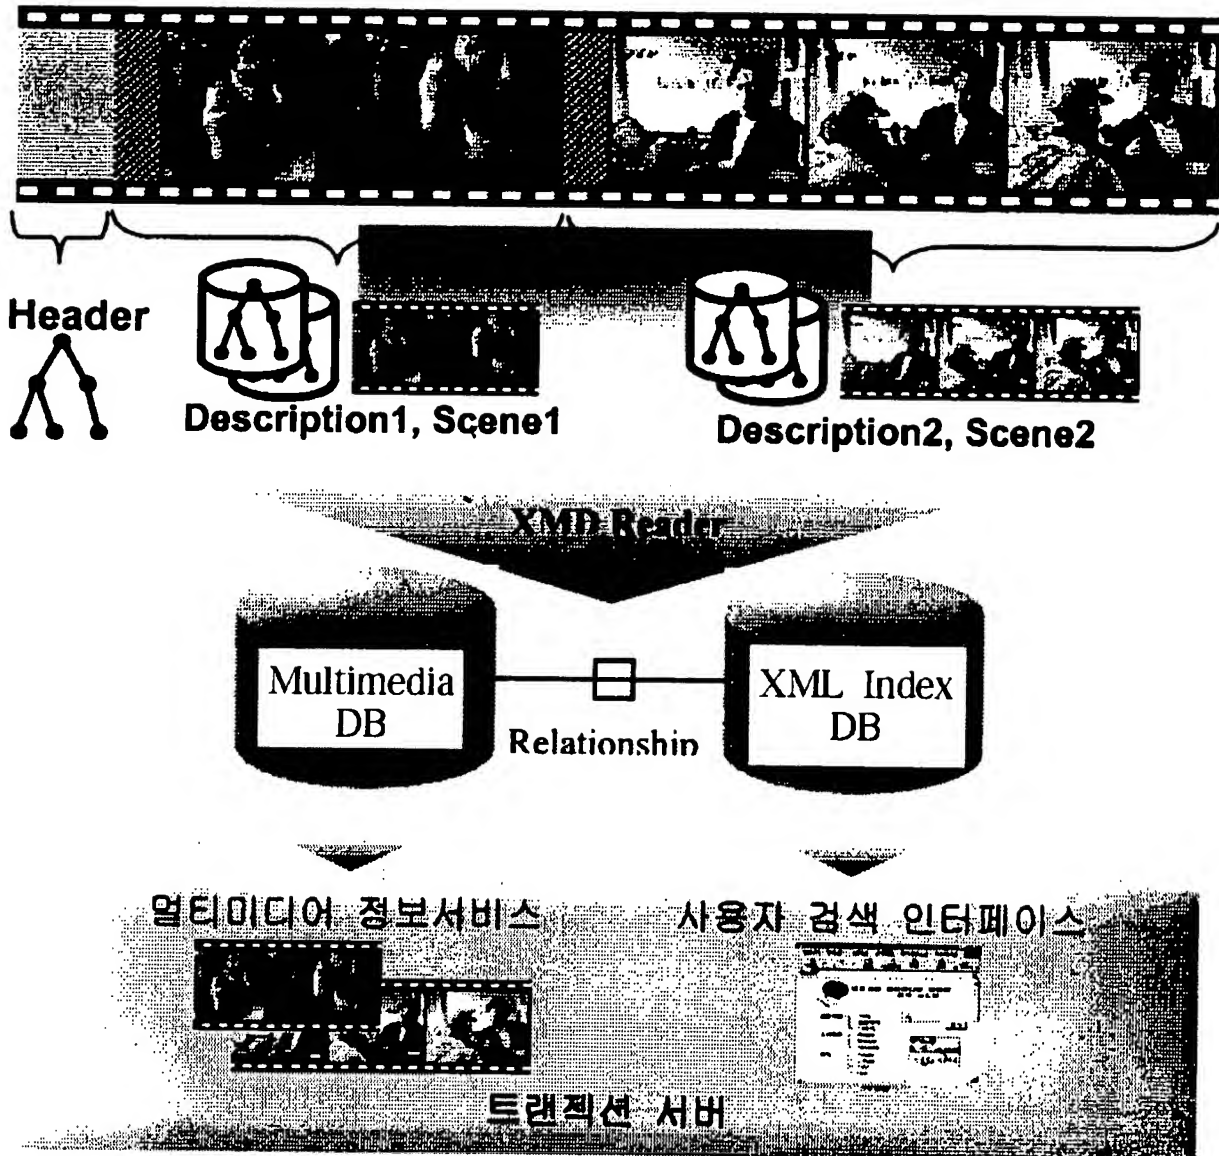 Header
Description1, Scene1
Description2, Scene2
XMD Reader
Multimedia
DB
Relationship
XML Index
DB
멀티미디어 정보서비스
사용자 검색 인터페이스
트랜젝션 서버